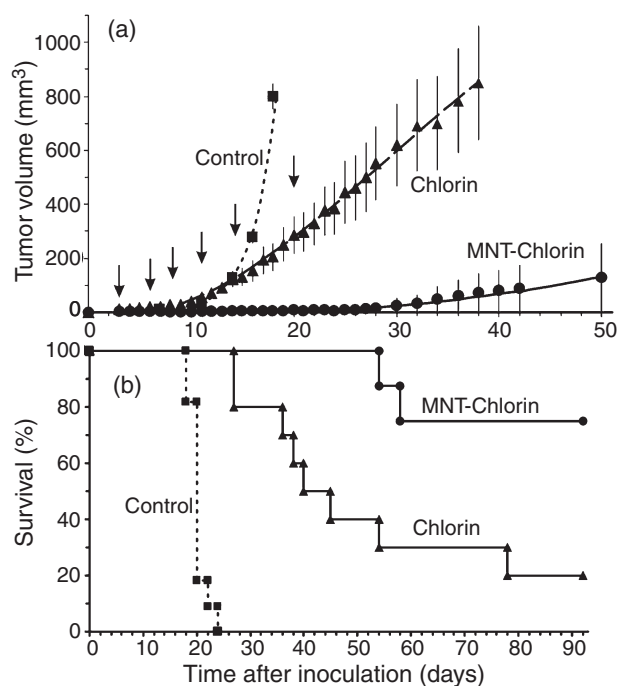 (a)
Tumor volume (mm³)
800
600
400
200
0
Control
Chlorin
MNT-Chlorin
0 10 20 30 40 50
(b)
Survival (%)
100
80
60
40
20
0
MNT-Chlorin
Control
Chlorin
0 10 20 30 40 50 60 70 80 90
Time after inoculation (days)